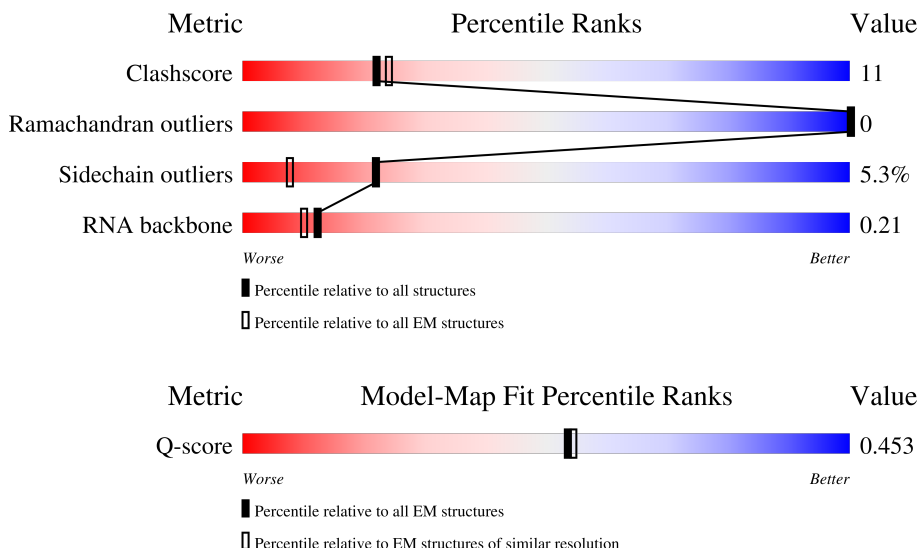 Metric Percentile Ranks Value
Clashscore 11
Ramachandran outliers 0
Sidechain outliers 5.3%
RNA backbone 0.21
Worse Better
Percentile relative to all structures
Percentile relative to all EM structures
Metric Model-Map Fit Percentile Ranks Value
Q-score 0.453
Worse Better
Percentile relative to all EM structures
Percentile relative to EM structures of similar resolution